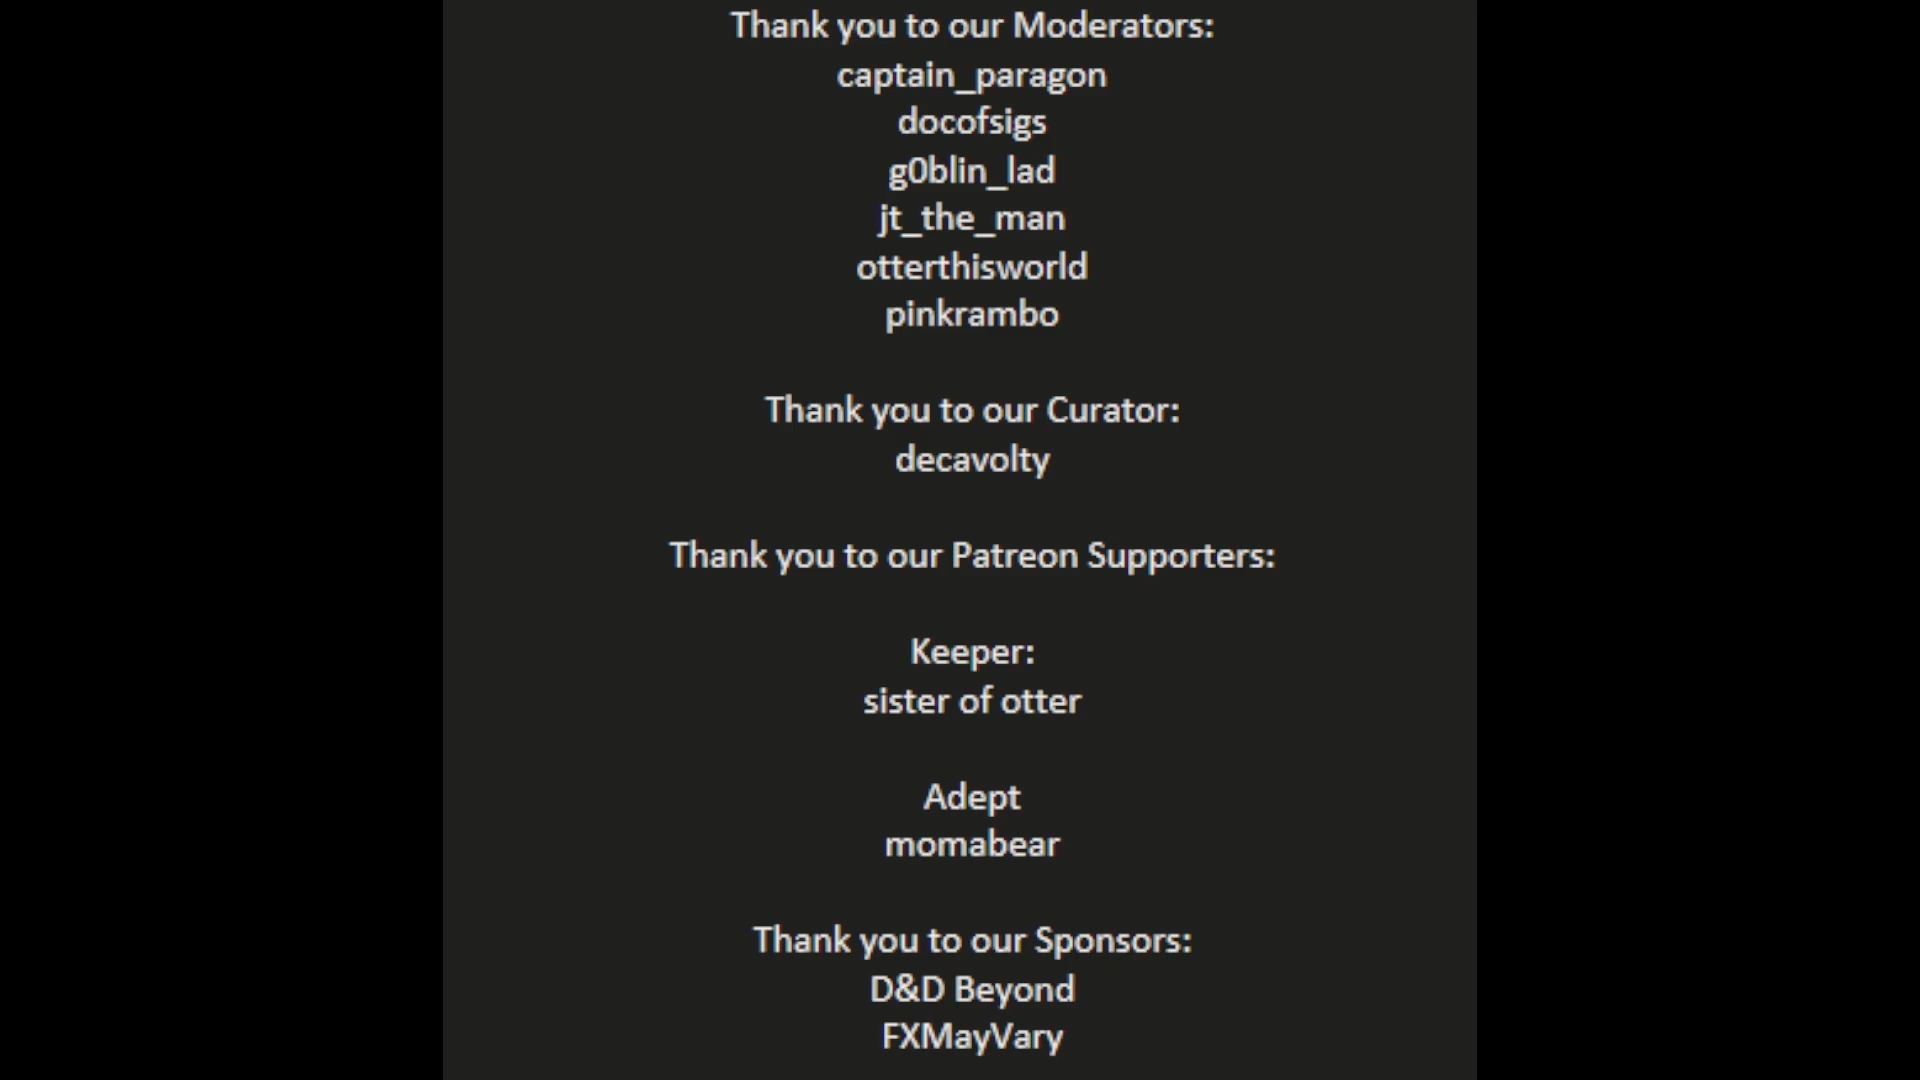 Thank you to our Moderators:
captain_paragon
docofsigs
g0blin_lad
jt_the_man
otterthisworld
pinkrambo
Thank you to our Curator:
decavolty
Thank you to our Patreon Supporters:
Keeper:
sister of otter
Adept
momabear
Thank you to our Sponsors:
D&D Beyond
FXMayVary